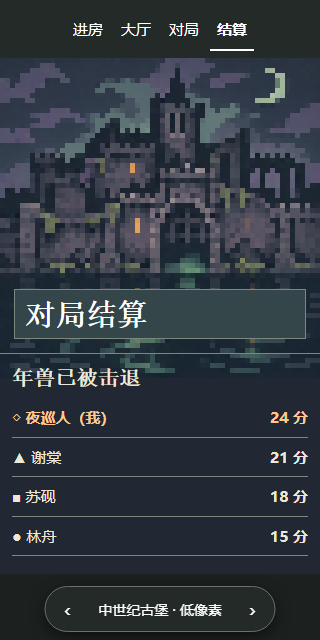 进房 大厅 对局 结算
对局结算
年兽已被击退
◇ 夜巡人（我） 24 分
▲ 谢棠 21 分
■ 苏砚 18 分
● 林舟 15 分
‹ 中世纪古堡 · 低像素 ›